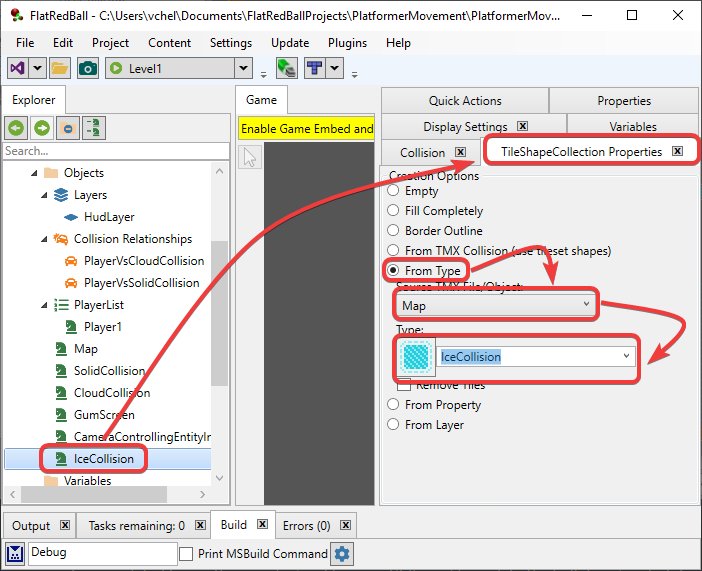 FlatRedBall - C:\Users\vchel\Documents\FlatRedBallProjects\PlatformerMovement\PlatformerMov...
File Edit Project Content Settings Update Plugins Help
Level1
Explorer
Search...
Objects
Layers
HudLayer
Collision Relationships
PlayerVsCloudCollision
PlayerVsSolidCollision
PlayerList
Player1
Map
SolidCollision
CloudCollision
GumScreen
CameraControllingEntityIn
IceCollision
Variables
Game
Enable Game Embed and
Quick Actions Properties
Display Settings Variables
Collision TileShapeCollection Properties
Creation Options
Empty
Fill Completely
Border Outline
From TMX Collision (use tileset shapes)
From Type
Source TMX File/Object:
Map
Type:
IceCollision
Remove Tiles
From Property
From Layer
Output Tasks remaining: 0 Build Errors (0)
Debug Print MSBuild Command